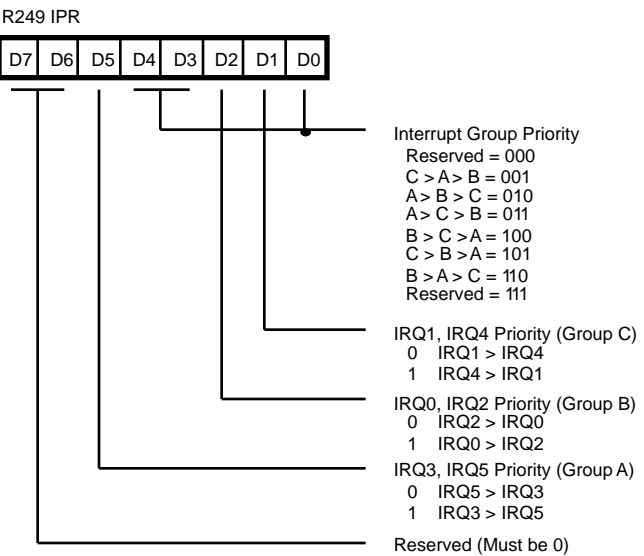 R249 IPR
D7 D6 D5 D4 D3 D2 D1 D0
Interrupt Group Priority
Reserved = 000
C > A > B = 001
A > B > C = 010
A > C > B = 011
B > C > A = 100
C > B > A = 101
B > A > C = 110
Reserved = 111
IRQ1, IRQ4 Priority (Group C)
0 IRQ1 > IRQ4
1 IRQ4 > IRQ1
IRQ0, IRQ2 Priority (Group B)
0 IRQ2 > IRQ0
1 IRQ0 > IRQ2
IRQ3, IRQ5 Priority (Group A)
0 IRQ5 > IRQ3
1 IRQ3 > IRQ5
Reserved (Must be 0)